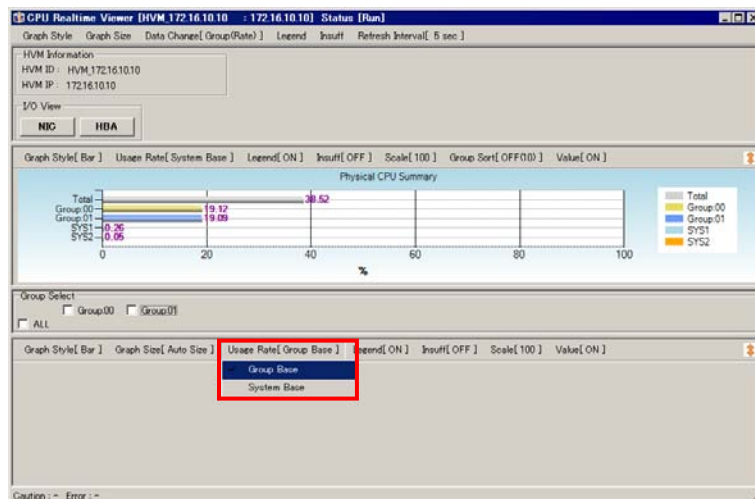 CPU Realtime Viewer [HVM_172.16.10.10 : 172.16.10.10] Status [Run]
Graph Style Graph Size Data Change[ Group(Rate) ] Legend Insuff Refresh Interval[ 5 sec ]
HVM Information
HVM ID : HVM_172.16.10.10
HVM IP : 172.16.10.10
I/O View
NIC HBA
Graph Style[ Bar ] Usage Rate[ System Base ] Legend[ ON ] Insuff[ OFF ] Scale[ 100 ] Group Sort[ OFF(10) ] Value[ ON ]
Physical CPU Summary
Total 38.52
Group:00 19.12
Group:01 19.09
SYS1 0.26
SYS2 0.05
0 20 40 60 80 100
%
Total
Group:00
Group:01
SYS1
SYS2
Group Select
Group:00 Group:01
ALL
Graph Style[ Bar ] Graph Size[ Auto Size ] Usage Rate[ Group Base ] Legend[ ON ] Insuff[ OFF ] Scale[ 100 ] Value[ ON ]
Group Base
System Base
Caution : - Error : -